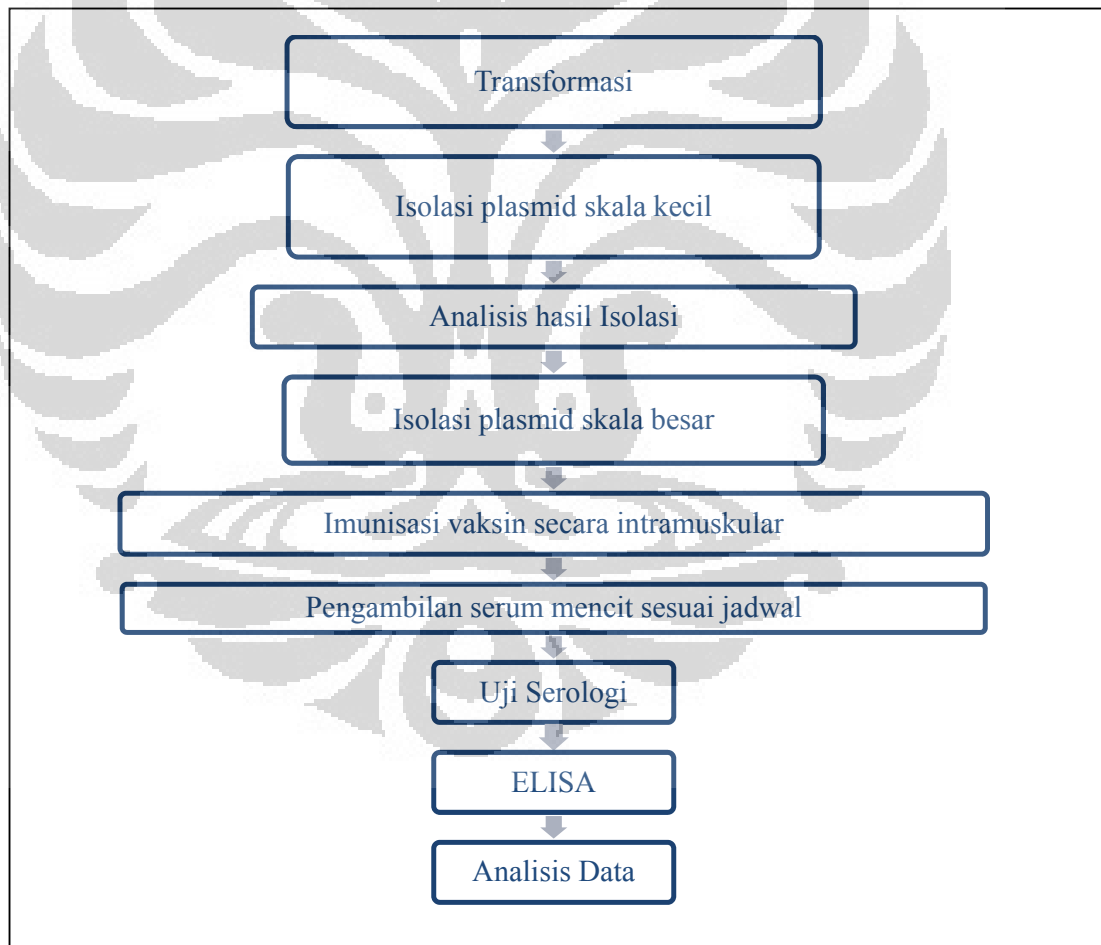 Transformasi
Isolasi plasmid skala kecil
Analisis hasil Isolasi
Isolasi plasmid skala besar
Imunisasi vaksin secara intramuskular
Pengambilan serum mencit sesuai jadwal
Uji Serologi
ELISA
Analisis Data